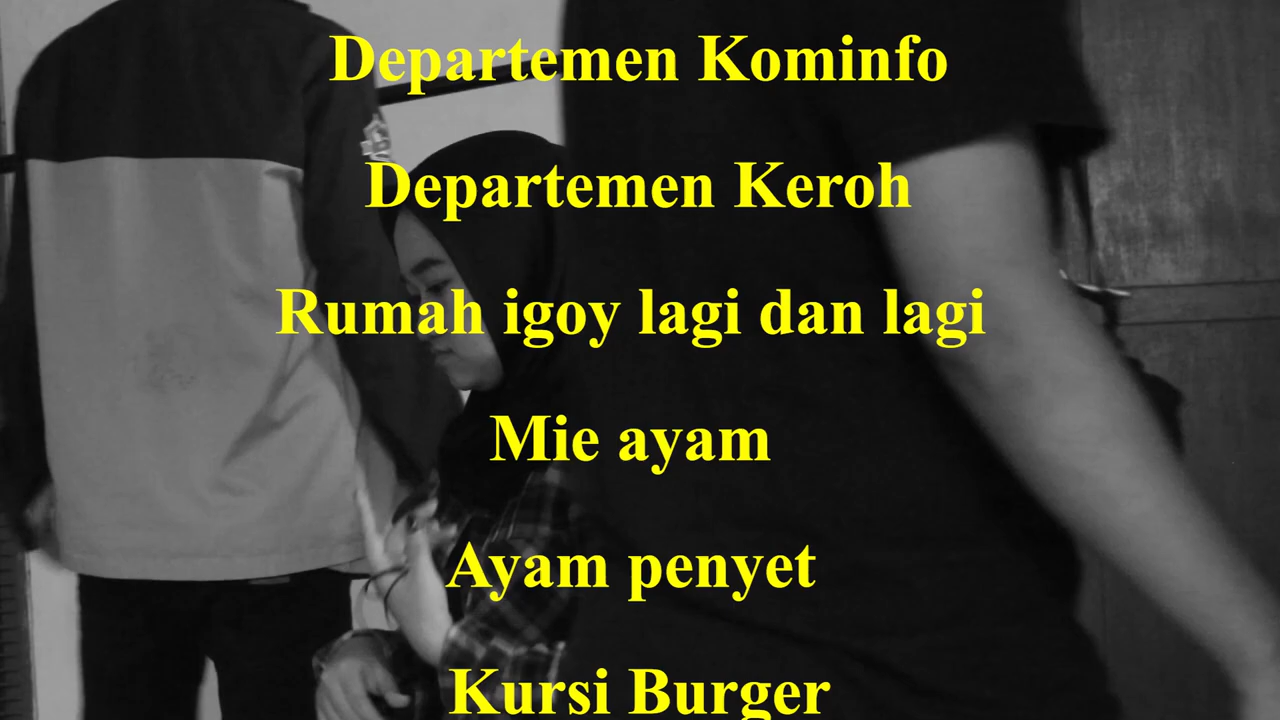 Departemen Kominfo
Departemen Keroh
Rumah igoy lagi dan lagi
Mie ayam
Ayam penyet
Kursi Burger